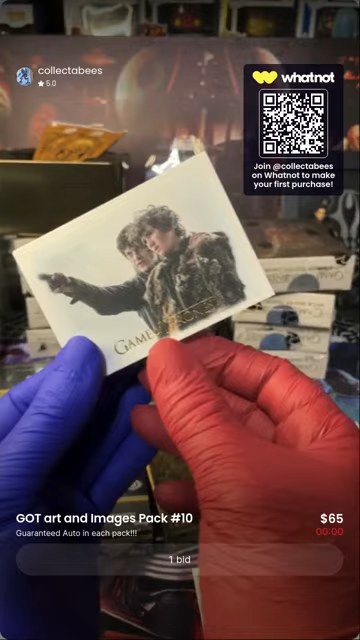 collectabees
★ 5.0
whatnot
Join @collectabees
on Whatnot to make
your first purchase!
GAME OF THRONES
GOT art and Images Pack #10
$65
Guaranteed Auto in each pack!!!
00:00
1 bid